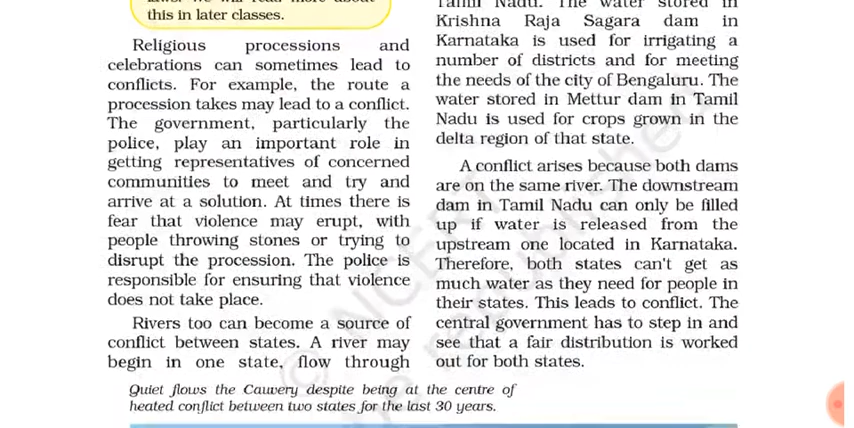 this in later classes.
Religious processions and
celebrations can sometimes lead to
conflicts. For example, the route a
procession takes may lead to a conflict.
The government, particularly the
police, play an important role in
getting representatives of concerned
communities to meet and try and
arrive at a solution. At times there is
fear that violence may erupt, with
people throwing stones or trying to
disrupt the procession. The police is
responsible for ensuring that violence
does not take place.
Rivers too can become a source of
conflict between states. A river may
begin in one state, flow through
Tamil Nadu. The water stored in
Krishna Raja Sagara dam in
Karnataka is used for irrigating a
number of districts and for meeting
the needs of the city of Bengaluru. The
water stored in Mettur dam in Tamil
Nadu is used for crops grown in the
delta region of that state.
A conflict arises because both dams
are on the same river. The downstream
dam in Tamil Nadu can only be filled
up if water is released from the
upstream one located in Karnataka.
Therefore, both states can't get as
much water as they need for people in
their states. This leads to conflict. The
central government has to step in and
see that a fair distribution is worked
out for both states.
Quiet flows the Cauvery despite being at the centre of
heated conflict between two states for the last 30 years.
© NCERT
be republished